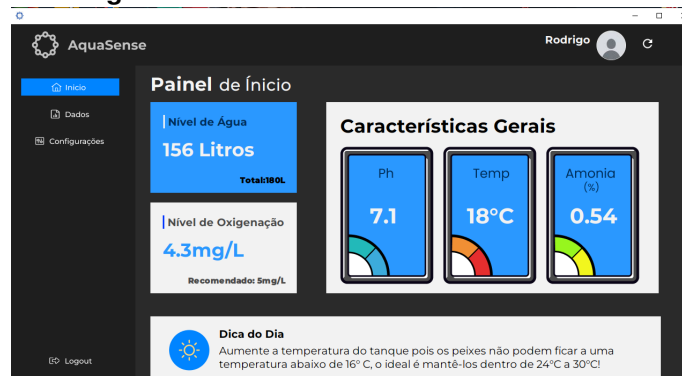 AquaSense
Rodrigo
Inicio
Dados
Configurações
Logout
Painel de Ínicio
Nível de Água
156 Litros
Total:180L
Nível de Oxigenação
4.3mg/L
Recomendado: 5mg/L
Características Gerais
Ph
7.1
Temp
18°C
Amonia
(%)
0.54
Dica do Dia
Aumente a temperatura do tanque pois os peixes não podem ficar a uma
temperatura abaixo de 16° C, o ideal é mantê-los dentro de 24°C a 30°C!